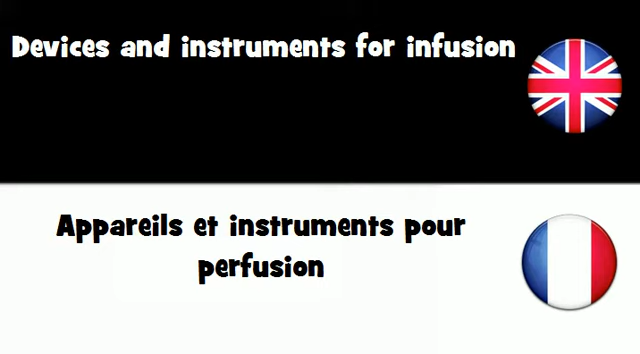 Devices and instruments for infusion
Appareils et instruments pour
perfusion